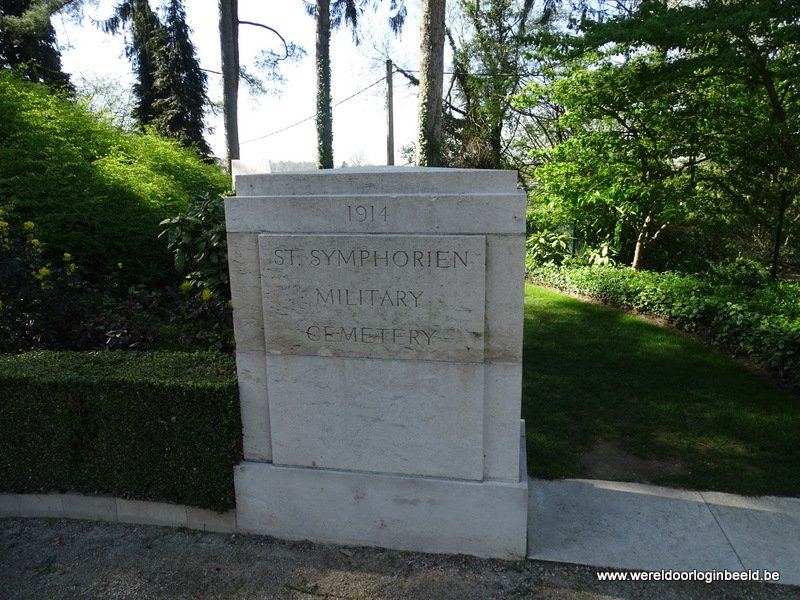 1914
ST. SYMPHORIEN
MILITARY
CEMETERY
www.wereldoorloginbeeld.be